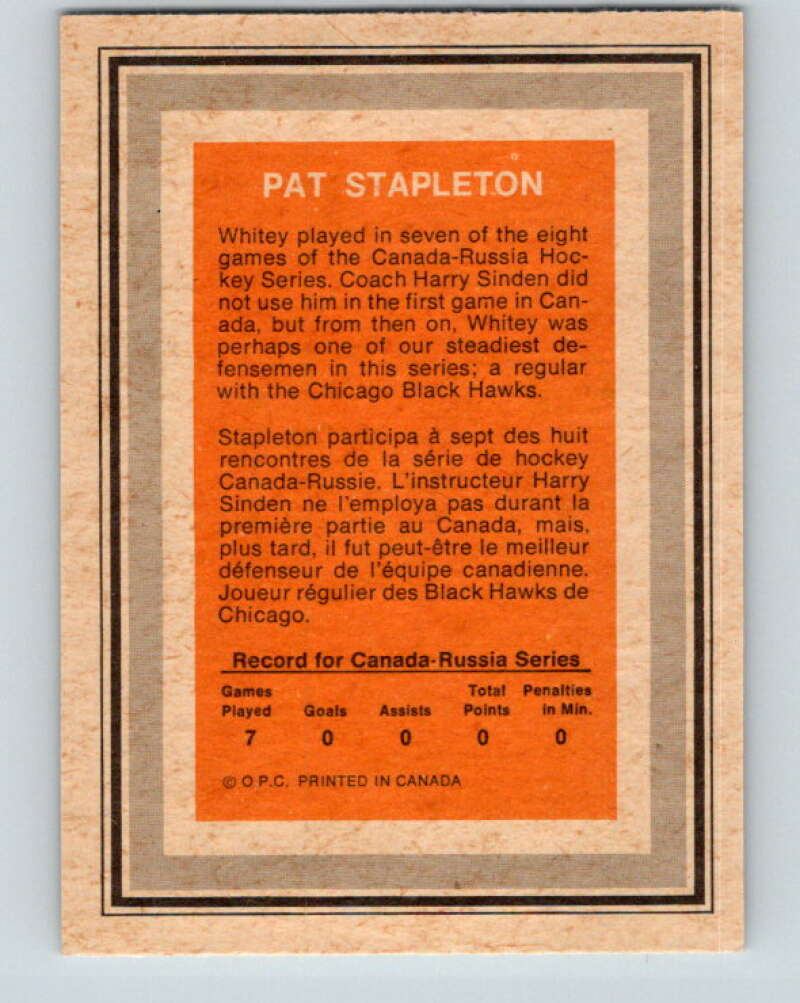 PAT STAPLETON
Whitey played in seven of the eight
games of the Canada-Russia Hoc-
key Series. Coach Harry Sinden did
not use him in the first game in Can-
ada, but from then on, Whitey was
perhaps one of our steadiest de-
fensemen in this series; a regular
with the Chicago Black Hawks.
Stapleton participa à sept des huit
rencontres de la série de hockey
Canada-Russie. L'instructeur Harry
Sinden ne l'employa pas durant la
première partie au Canada, mais,
plus tard, il fut peut-être le meilleur
défenseur de l'équipe canadienne.
Joueur régulier des Black Hawks de
Chicago.
Record for Canada-Russia Series
Games Total Penalties
Played Goals Assists Points in Min.
7 0 0 0 0
© O P.C. PRINTED IN CANADA